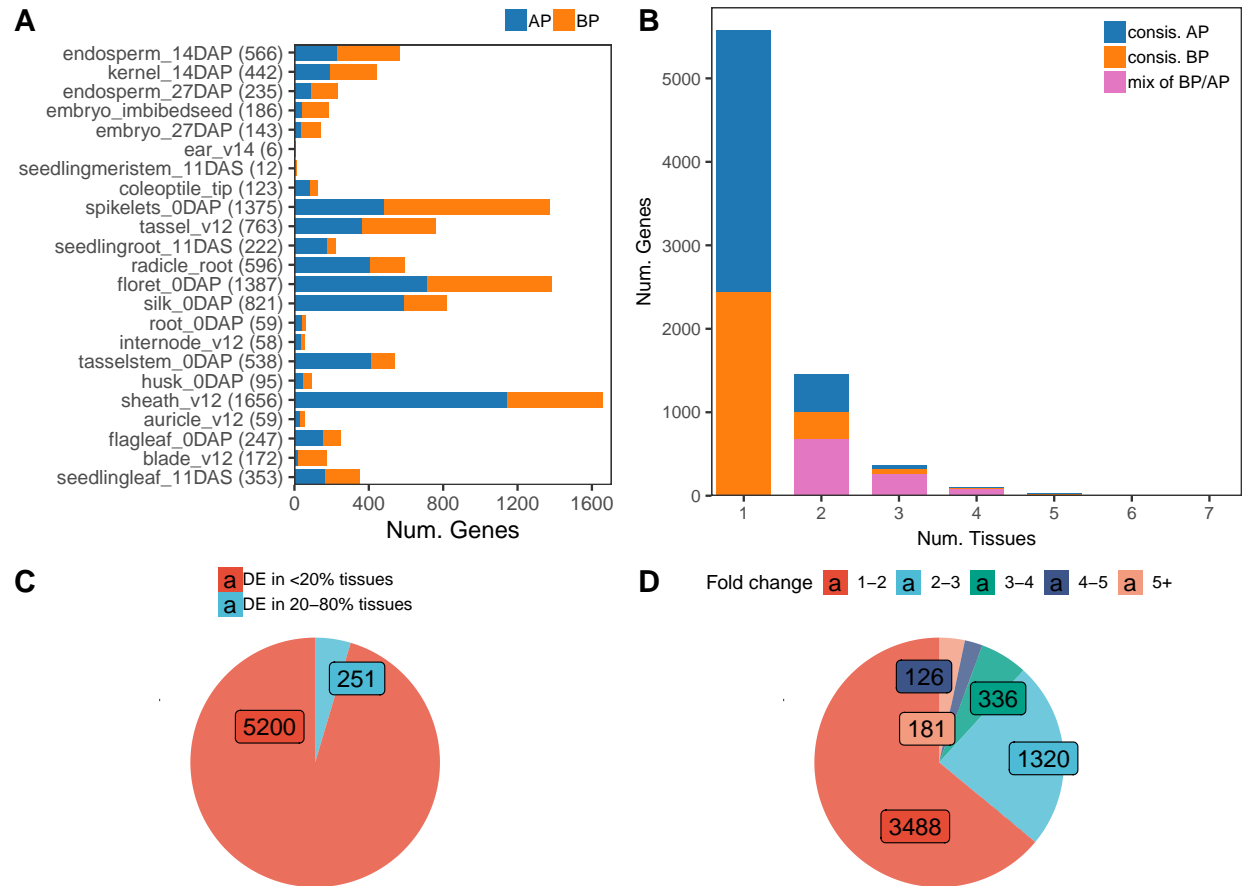 A
AP BP
endosperm_14DAP (566)
kernel_14DAP (442)
endosperm_27DAP (235)
embryo_imbibedseed (186)
embryo_27DAP (143)
ear_v14 (6)
seedlingmeristem_11DAS (12)
coleoptile_tip (123)
spikelets_0DAP (1375)
tassel_v12 (763)
seedlingroot_11DAS (222)
radicle_root (596)
floret_0DAP (1387)
silk_0DAP (821)
root_0DAP (59)
internode_v12 (58)
tasselstem_0DAP (538)
husk_0DAP (95)
sheath_v12 (1656)
auricle_v12 (59)
flagleaf_0DAP (247)
blade_v12 (172)
seedlingleaf_11DAS (353)
0 400 800 1200 1600
Num. Genes
B
consis. AP
consis. BP
mix of BP/AP
5000
4000
3000
2000
1000
0
Num. Genes
1 2 3 4 5 6 7
Num. Tissues
C
a DE in <20% tissues
a DE in 20–80% tissues
251
5200
D
Fold change a 1–2 a 2–3 a 3–4 a 4–5 a 5+
126
336
181
1320
3488